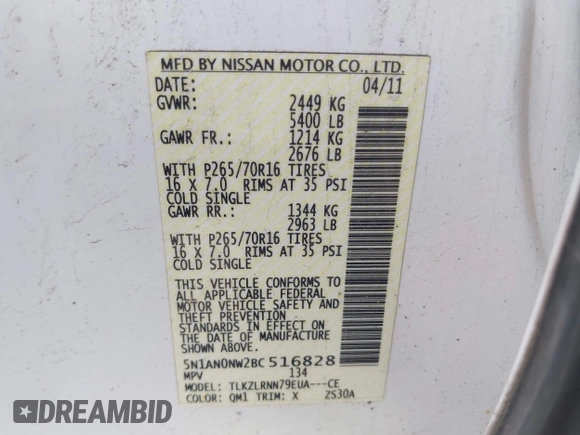 MFD BY NISSAN MOTOR CO., LTD.
DATE: 04/11
GVWR: 2449 KG
5400 LB
GAWR FR.: 1214 KG
2676 LB
WITH P265/70R16 TIRES
16 X 7.0 RIMS AT 35 PSI
COLD SINGLE
GAWR RR.: 1344 KG
2963 LB
WITH P265/70R16 TIRES
16 X 7.0 RIMS AT 35 PSI
COLD SINGLE
THIS VEHICLE CONFORMS TO
ALL APPLICABLE FEDERAL
MOTOR VEHICLE SAFETY AND
THEFT PREVENTION
STANDARDS IN EFFECT ON
THE DATE OF MANUFACTURE
SHOWN ABOVE.
5N1AN0NW2BC516828
MPV 134
MODEL: TLKZLRNN79EUA---CE
COLOR: QM1 TRIM: X ZS30A
DEALERBIDDATA.COM